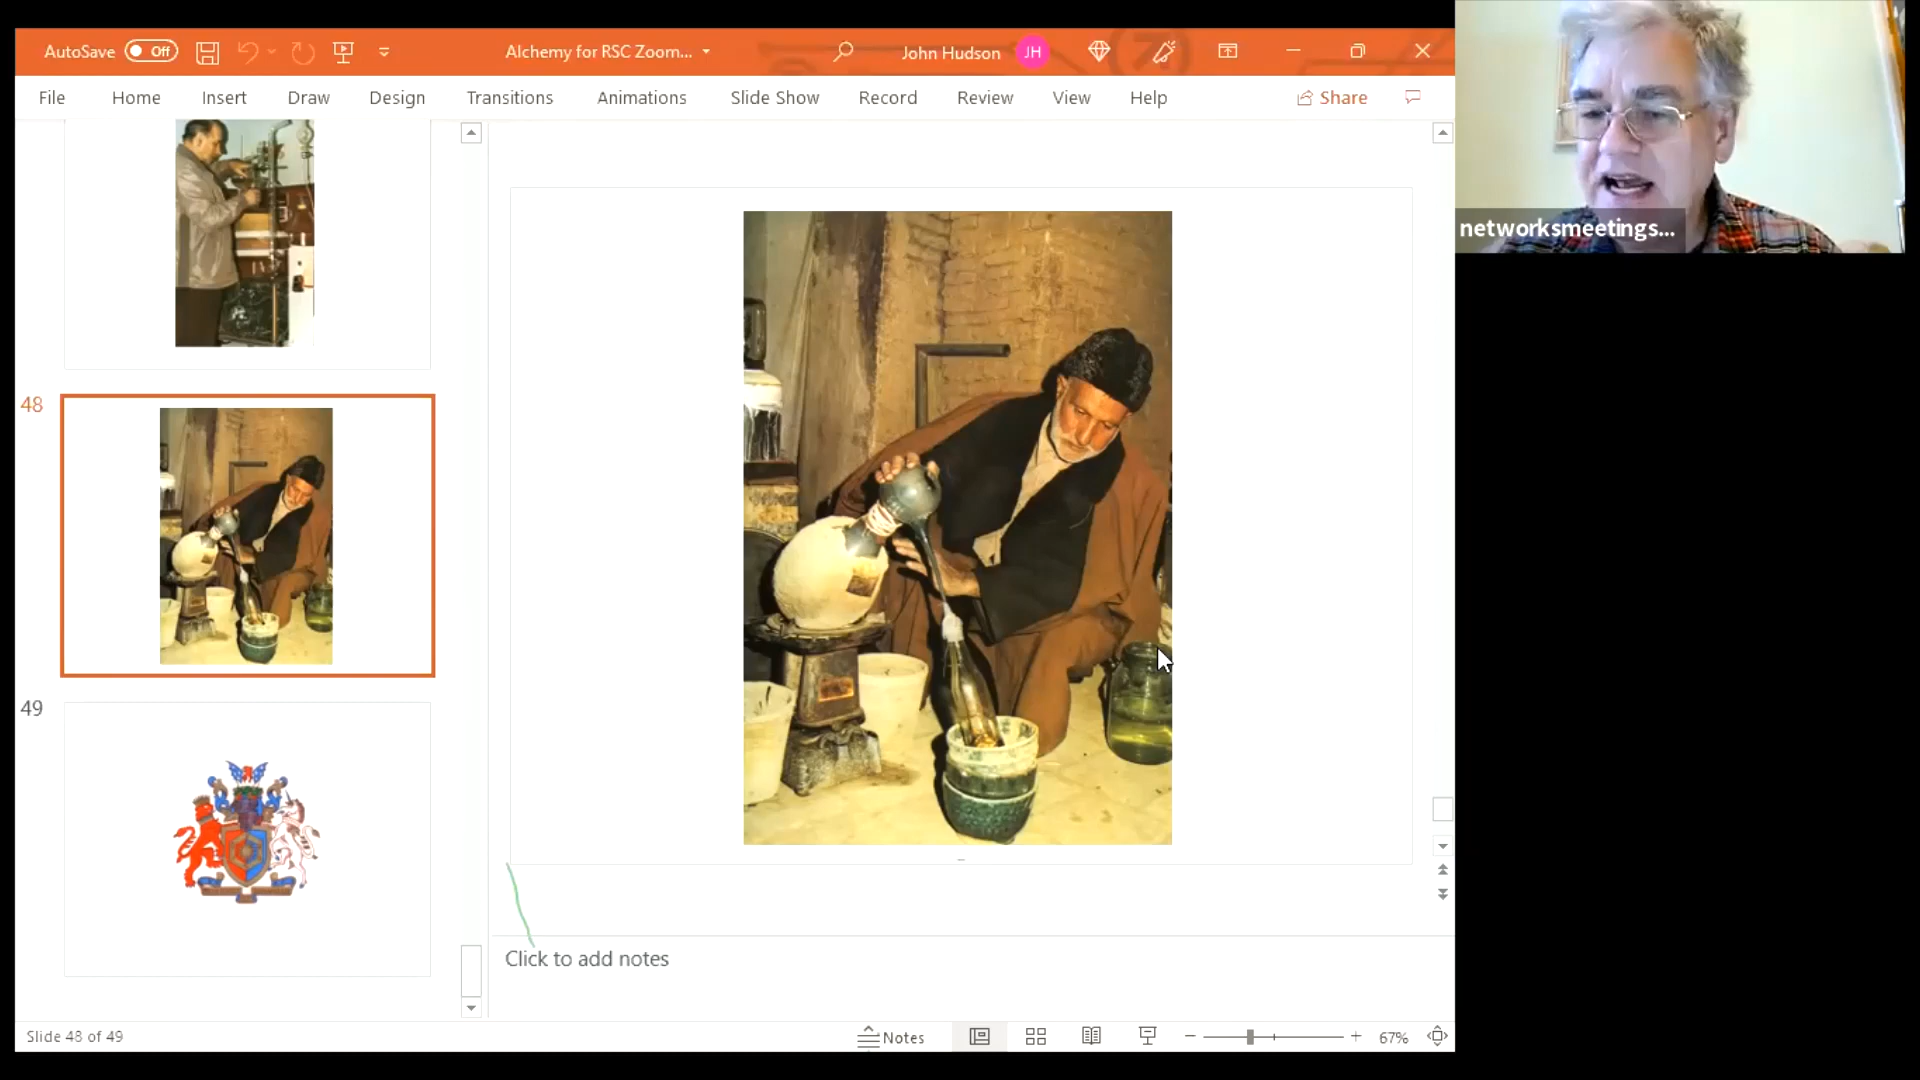 AutoSave Off Alchemy for RSC Zoom... John Hudson JH
File Home Insert Draw Design Transitions Animations Slide Show Record Review View Help Share
networksmeetings...
48
49
Click to add notes
Slide 48 of 49 Notes 67%